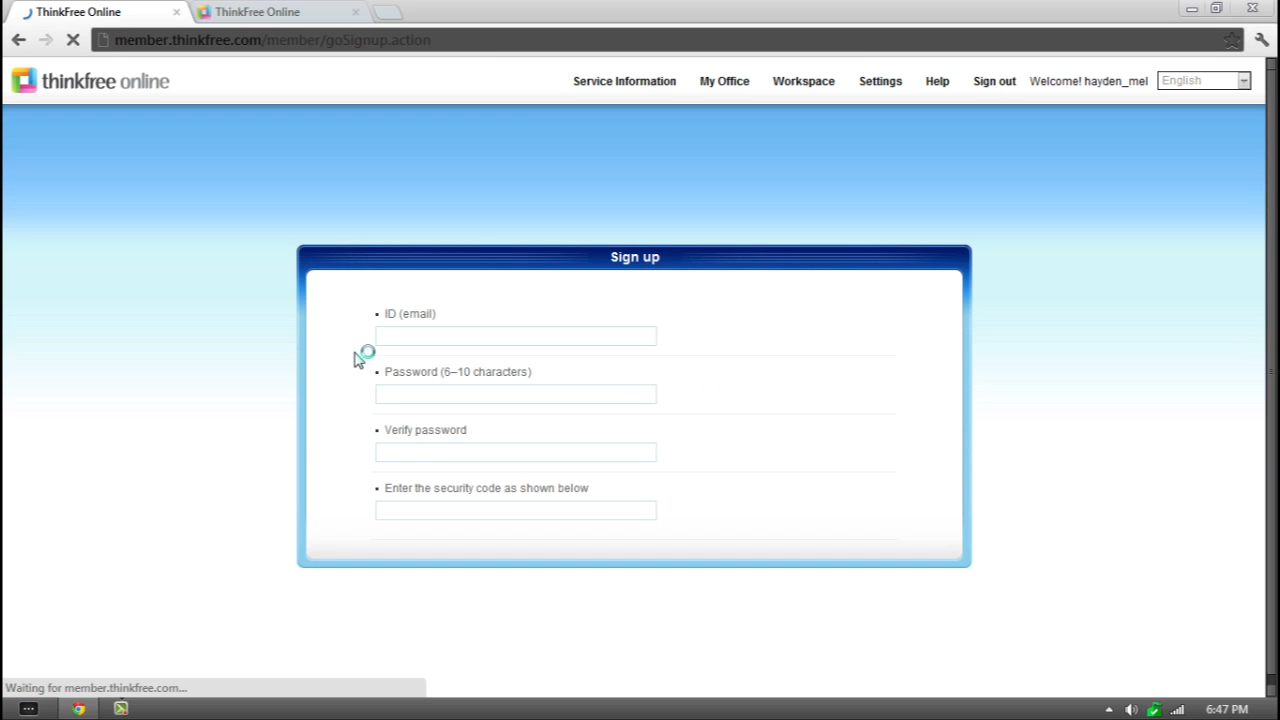 ThinkFree Online
ThinkFree Online
member.thinkfree.com/member/goSignup.action
thinkfree online
Service Information My Office Workspace Settings Help Sign out Welcome! hayden_mel English
Sign up
ID (email)
Password (6–10 characters)
Verify password
Enter the security code as shown below
Waiting for member.thinkfree.com...
6:47 PM